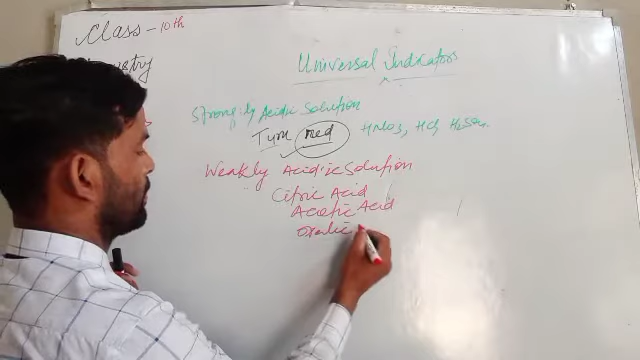 Class - 10th
Universal Indicators
Strongly Acidic Solution
Turn red HNO3, HCl, H2SO4
Weakly Acidic Solution
Citric Acid
Acetic Acid
Oxalic